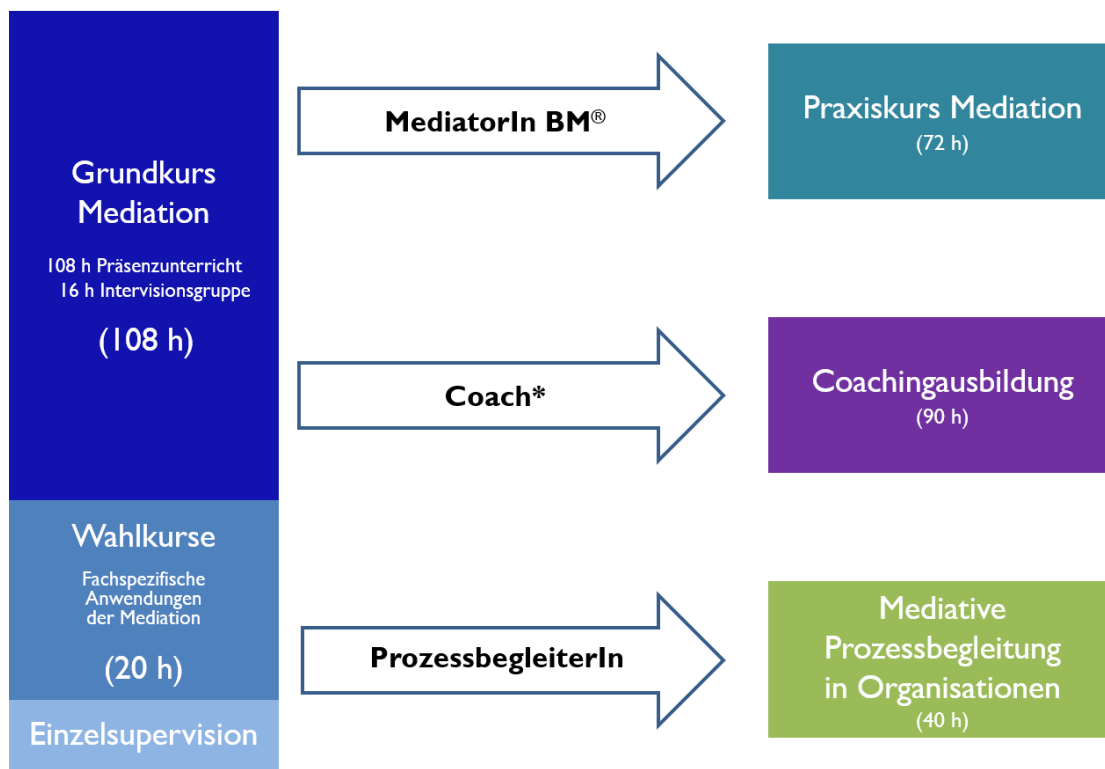 Grundkurs
Mediation
108 h Präsenzunterricht
16 h Intervisionsgruppe
(108 h)
Wahlkurse
Fachspezifische
Anwendungen
der Mediation
(20 h)
Einzelsupervision
MediatorIn BM®
Coach*
ProzessbegleiterIn
Praxiskurs Mediation
(72 h)
Coachingausbildung
(90 h)
Mediative
Prozessbegleitung
in Organisationen
(40 h)